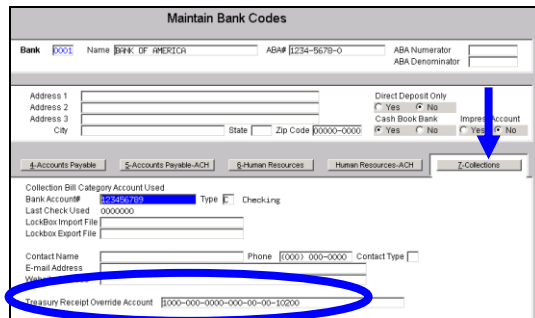 Maintain Bank Codes
Bank 0001 Name BANK OF AMERICA ABA# 1234-5678-0 ABA Numerator
ABA Denominator
Address 1 Direct Deposit Only
Address 2 Yes No
Address 3 Cash Book Bank Impres Account
City State Zip Code 00000-0000 Yes No Yes No
4-Accounts Payable 5-Accounts Payable-ACH 6-Human Resources Human Resources-ACH 7-Collections
Collection Bill Category Account Used
Bank Account# 123456789 Type C Checking
Last Check Used 0000000
LockBox Import File
Lockbox Export File
Contact Name Phone (000) 000-0000 Contact Type
E-mail Address
Treasury Receipt Override Account 1000-000-0000-000-00-00-10200